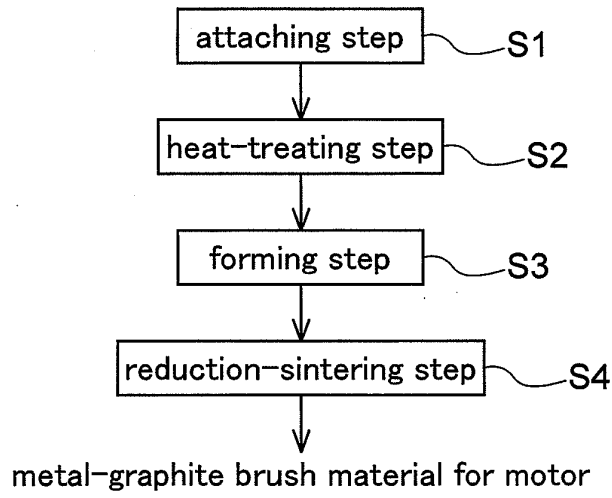 attaching step S1
heat-treating step S2
forming step S3
reduction-sintering step S4
metal-graphite brush material for motor